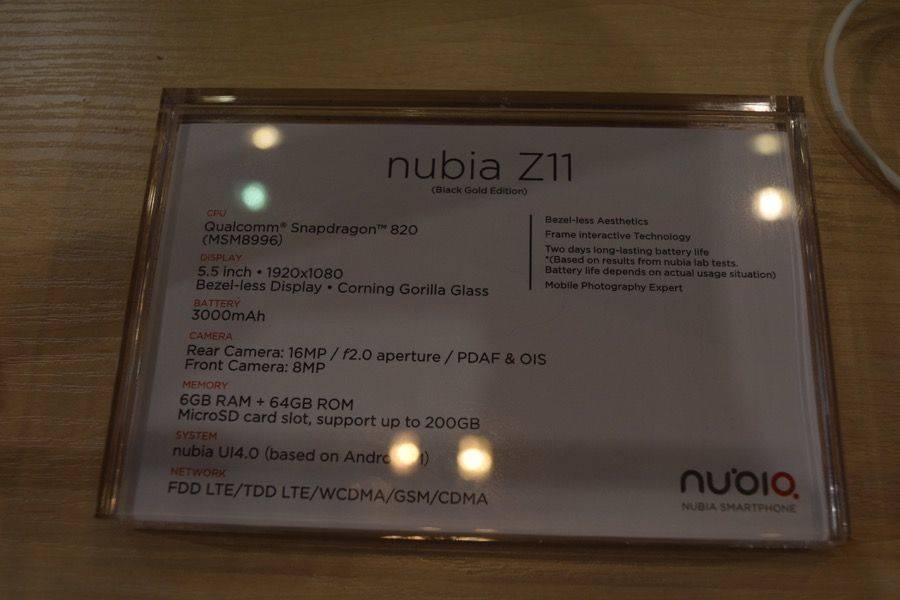 nubia Z11
(Black Gold Edition)
CPU
Qualcomm® Snapdragon™ 820
(MSM8996)
DISPLAY
5.5 inch • 1920x1080
Bezel-less Display • Corning Gorilla Glass
BATTERY
3000mAh
CAMERA
Rear Camera: 16MP / f2.0 aperture / PDAF & OIS
Front Camera: 8MP
MEMORY
6GB RAM + 64GB ROM
MicroSD card slot, support up to 200GB
SYSTEM
nubia UI4.0 (based on
NETWORK
FDD LTE/TDD LTE/WCDMA/GSM/CDMA
Bezel-less Aesthetics
Frame interactive Technology
Two days long-lasting battery life
*(Based on results from nubia lab tests.
Battery life depends on actual usage situation)
Mobile Photography Expert
nubia
NUBIA SMARTPHONE